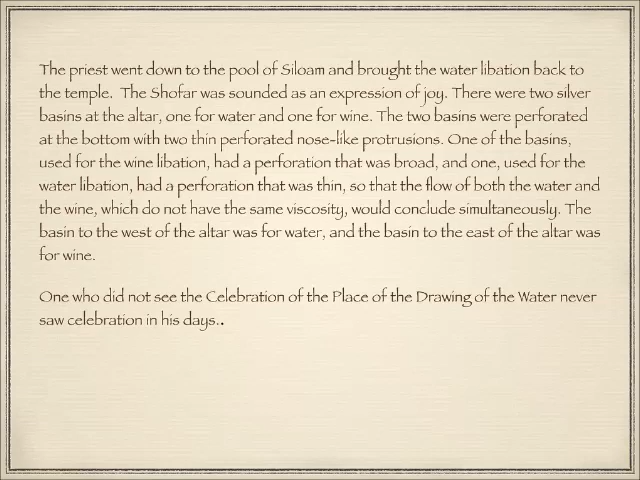 The priest went down to the pool of Siloam and brought the water libation back to
the temple.  The Shofar was sounded as an expression of joy. There were two silver
basins at the altar, one for water and one for wine. The two basins were perforated
at the bottom with two thin perforated nose-like protrusions. One of the basins,
used for the wine libation, had a perforation that was broad, and one, used for the
water libation, had a perforation that was thin, so that the flow of both the water and
the wine, which do not have the same viscosity, would conclude simultaneously. The
basin to the west of the altar was for water, and the basin to the east of the altar was
for wine.
One who did not see the Celebration of the Place of the Drawing of the Water never
saw celebration in his days..